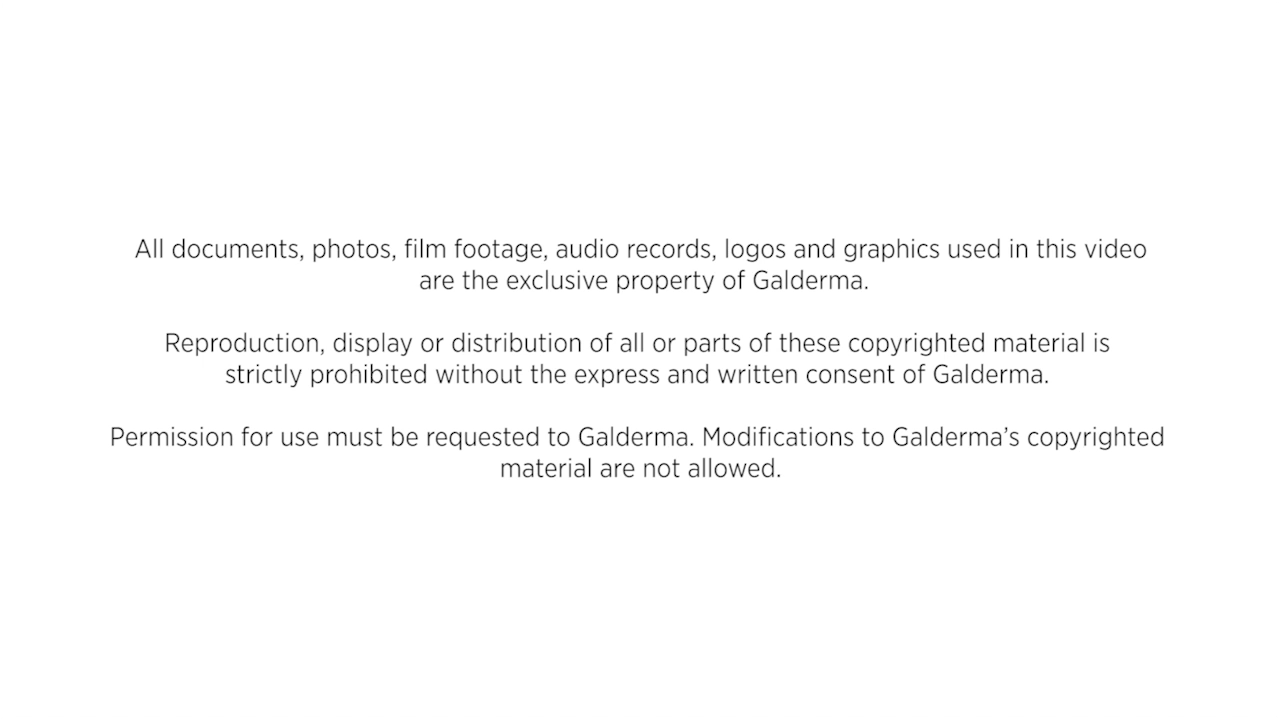 All documents, photos, film footage, audio records, logos and graphics used in this video
are the exclusive property of Galderma.
Reproduction, display or distribution of all or parts of these copyrighted material is
strictly prohibited without the express and written consent of Galderma.
Permission for use must be requested to Galderma. Modifications to Galderma’s copyrighted
material are not allowed.